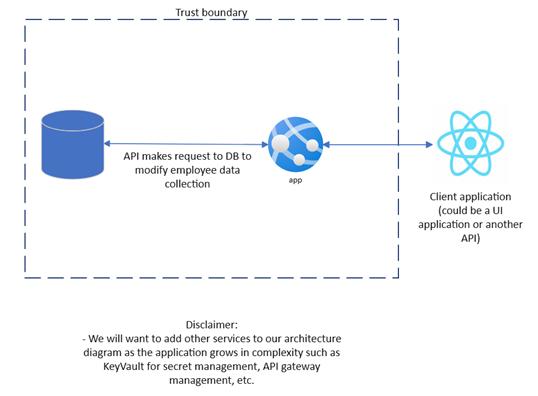 Trust boundary
API makes request to DB to
modify employee data
collection
app
Client application
(could be a UI
application or another
API)
Disclaimer:
- We will want to add other services to our architecture
diagram as the application grows in complexity such as
KeyVault for secret management, API gateway
management, etc.